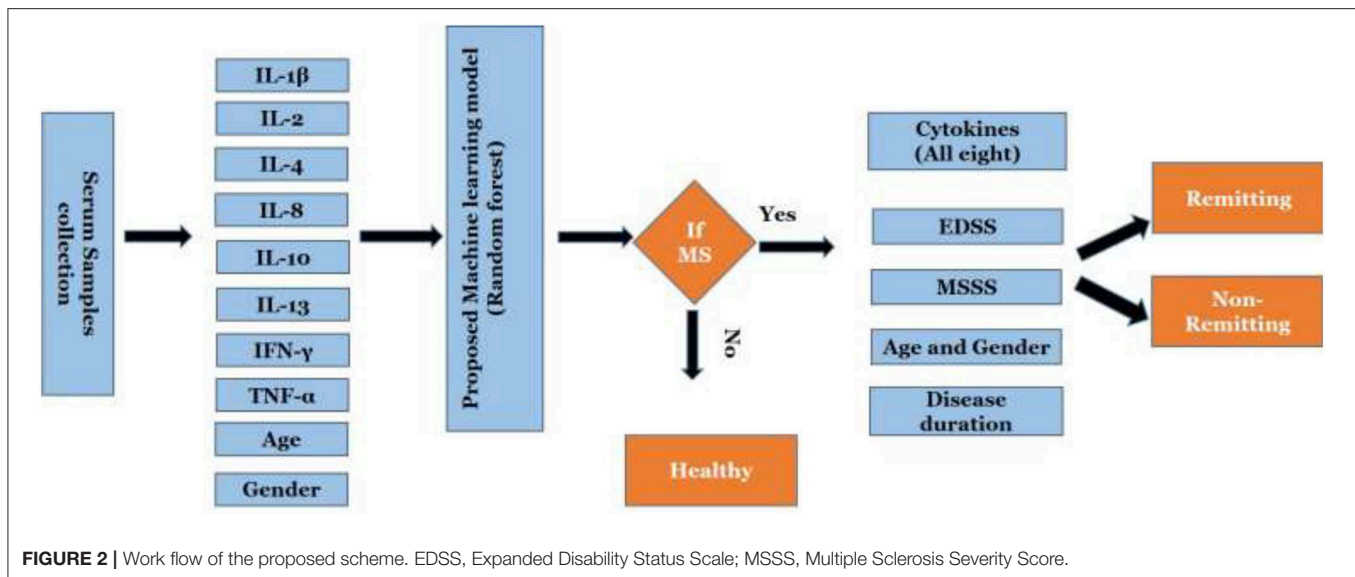 Serum Samples
collection
IL-1β
IL-2
IL-4
IL-8
IL-10
IL-13
IFN-γ
TNF-α
Age
Gender
Proposed Machine learning model
(Random forest)
If
MS
Yes
No
Healthy
Cytokines
(All eight)
EDSS
MSSS
Age and Gender
Disease
duration
Remitting
Non-
Remitting
FIGURE 2 | Work flow of the proposed scheme. EDSS, Expanded Disability Status Scale; MSSS, Multiple Sclerosis Severity Score.